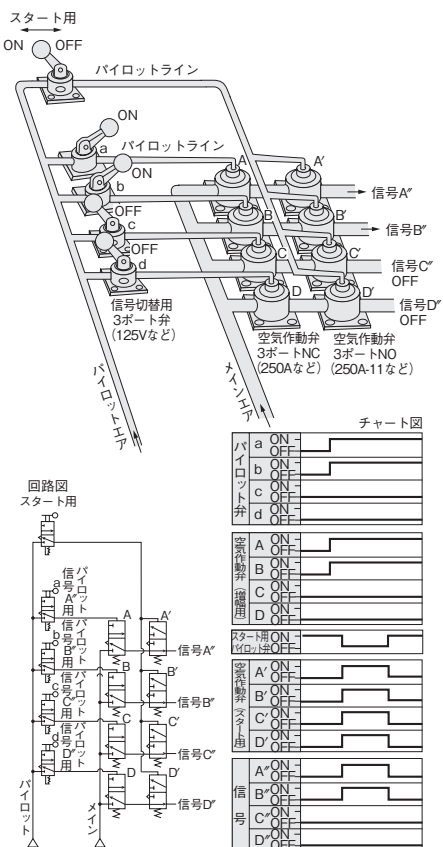 スタート用
ON OFF
パイロットライン
ON
a パイロットライン
ON
b
OFF
c
OFF
d
A A′
B B′
C C′
D D′
信号A″
信号B″
信号C″
OFF
信号D″
OFF
信号切替用
3ポート弁
(125Vなど)
空気作動弁
3ポートNC
(250Aなど)
空気作動弁
3ポートNO
(250A-11など)
パイロットエア
メインエア
チャート図
パイロット弁
a ON
OFF
b ON
OFF
c ON
OFF
d ON
OFF
空気作動弁(増幅用)
A ON
OFF
B ON
OFF
C ON
OFF
D ON
OFF
スタート用
パイロット弁
ON
OFF
空気作動弁(スタート用)
A′ ON
OFF
B′ ON
OFF
C′ ON
OFF
D′ ON
OFF
信号
A″ ON
OFF
B″ ON
OFF
C″ ON
OFF
D″ ON
OFF
回路図
スタート用
a
信号A″用
パイロット
b
信号B″用
パイロット
c
信号C″用
パイロット
d
信号D″用
パイロット
A A′
信号A″
B B′
信号B″
C C′
信号C″
D D′
信号D″
パイロット
メイン